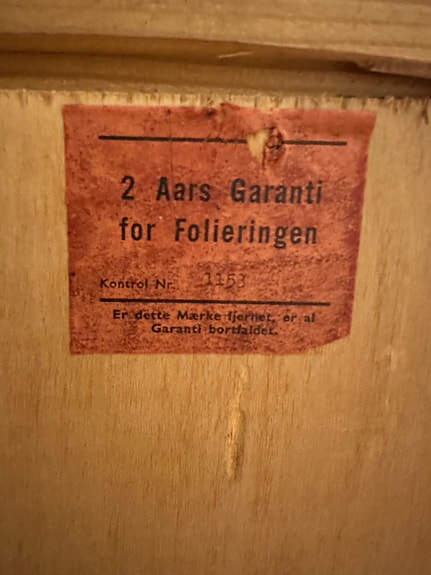 2 Aars Garanti
for Folieringen
Kontrol Nr. 1153
Er dette Mærke fjernet, er al
Garanti bortfaldet.